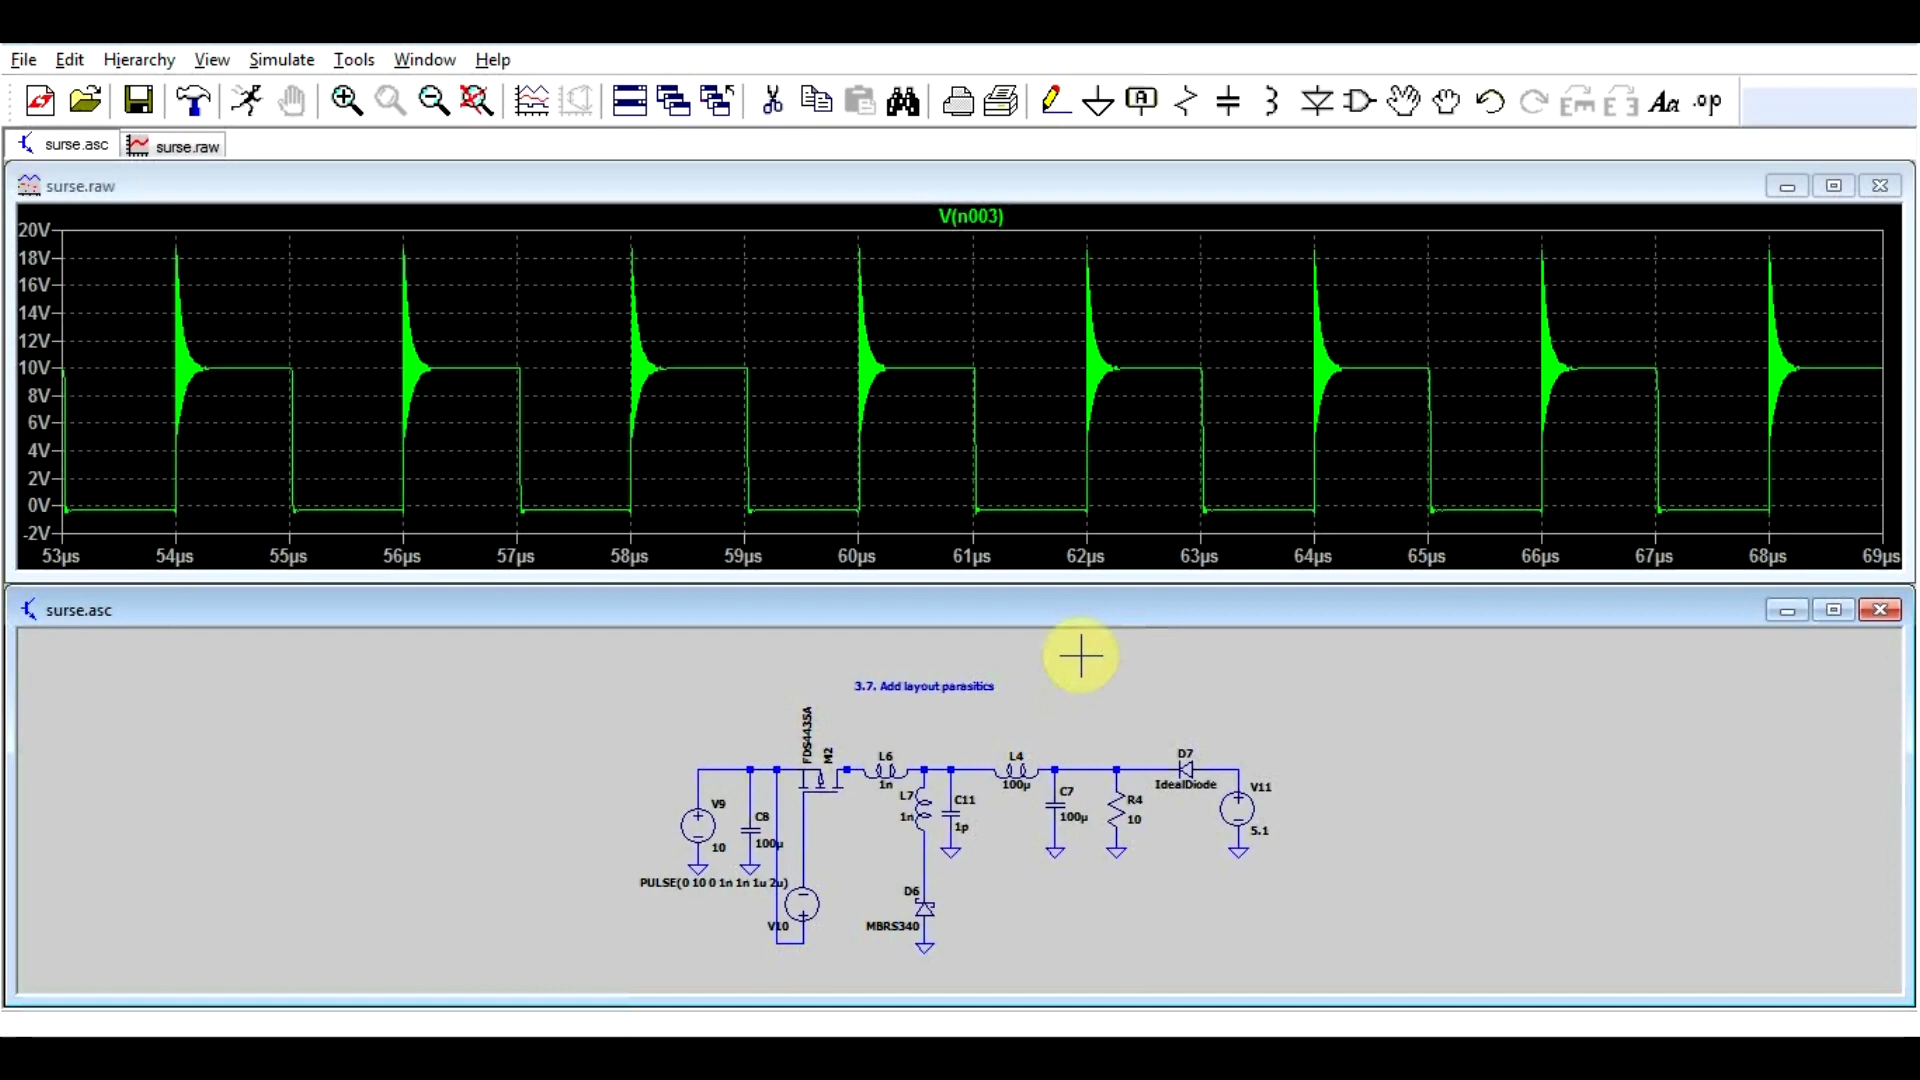 File Edit Hierarchy View Simulate Tools Window Help
A Aa .op
surse.asc surse.raw
surse.raw
V(n003)
20V
18V
16V
14V
12V
10V
8V
6V
4V
2V
0V
-2V
53µs 54µs 55µs 56µs 57µs 58µs 59µs 60µs 61µs 62µs 63µs 64µs 65µs 66µs 67µs 68µs 69µs
surse.asc
3.7. Add layout parasitics
FDS4435A
M2
L6
1n
L4
100µ
D7
IdealDiode
V11
5.1
V9
10
C8
100µ
L7
1n
C11
1p
C7
100µ
R4
10
PULSE(0 10 0 1n 1n 1u 2u)
V10
D6
MBRS340